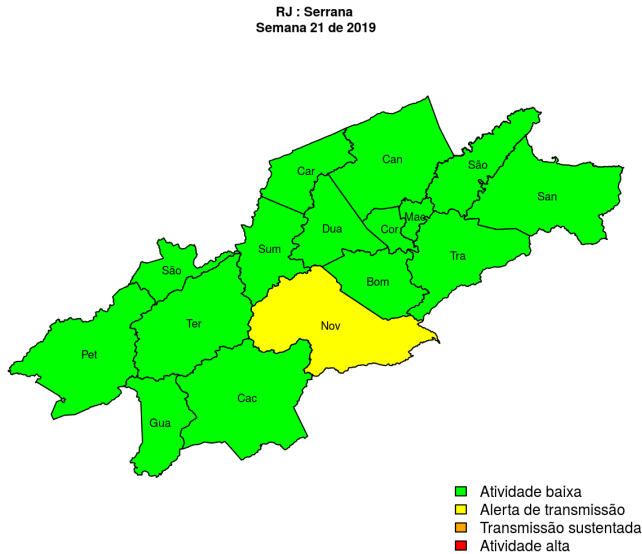 RJ : Serrana
Semana 21 de 2019
Can
São
Car
San
Mac
Dua
Cor
Sum
Tra
São
Bom
Ter
Nov
Pet
Cac
Gua
Atividade baixa
Alerta de transmissão
Transmissão sustentada
Atividade alta